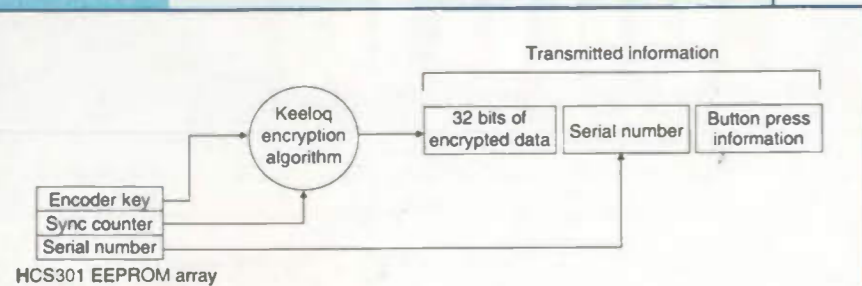 Transmitted information
Keeloq
encryption
algorithm
32 bits of
encrypted data
Serial number
Button press
information
Encoder key
Sync counter
Serial number
HCS301 EEPROM array